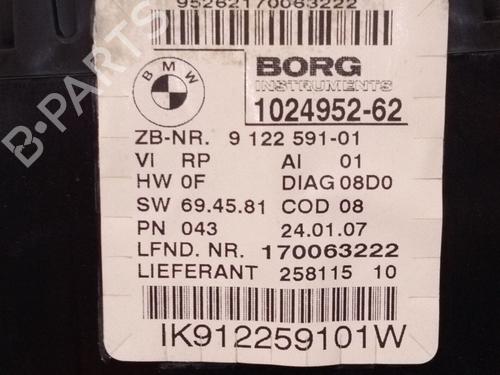 95262170063222
BMW
BORG
INSTRUMENTS
1024952-62
ZB-NR. 9 122 591-01
VI RP AI 01
HW 0F DIAG 08D0
SW 69.45.81 COD 08
PN 043 24.01.07
LFND. NR. 170063222
LIEFERANT 258115 10
IK912259101W
B-PARTS